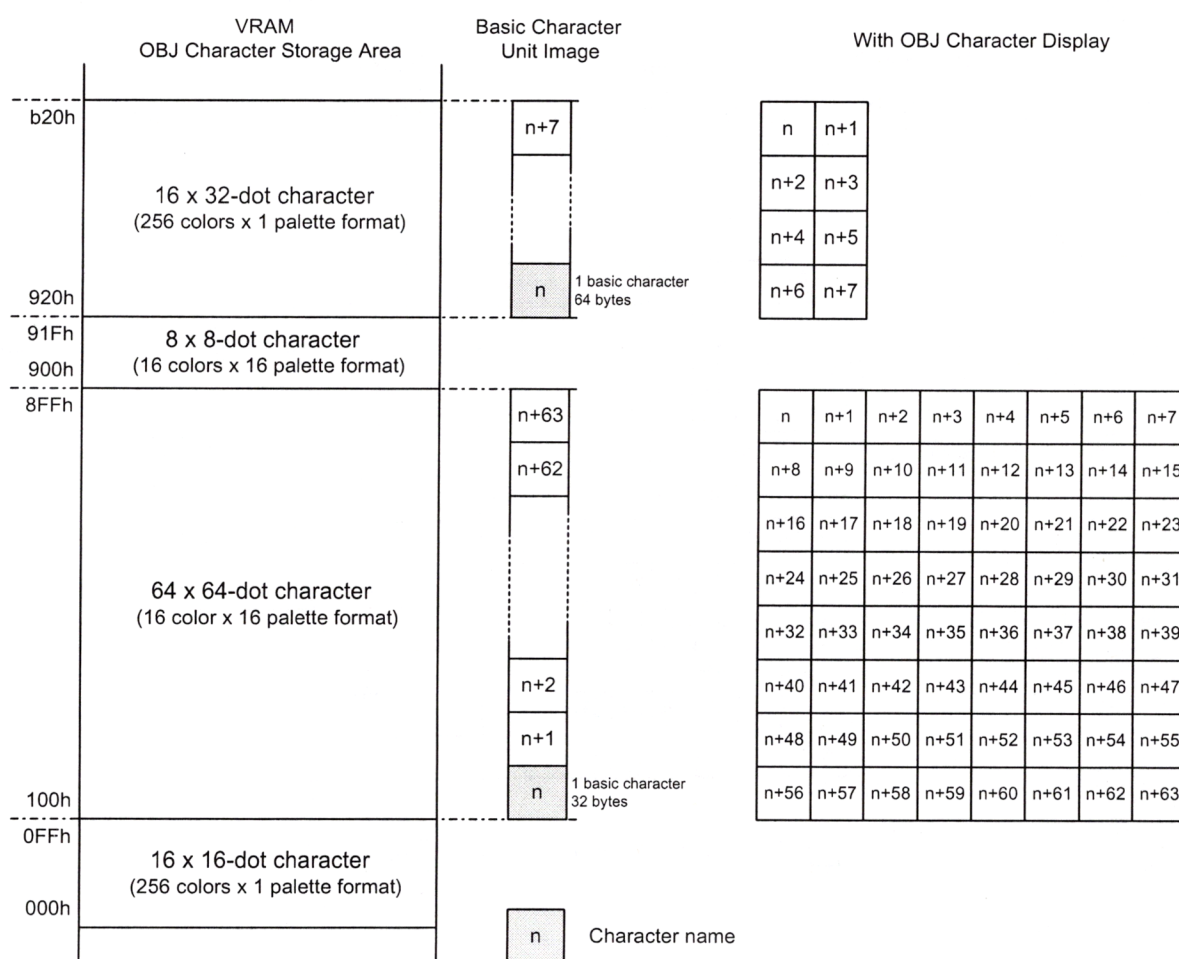 VRAM
OBJ Character Storage Area
Basic Character
Unit Image
With OBJ Character Display
b20h
16 x 32-dot character
(256 colors x 1 palette format)
920h
n+7
n
1 basic character
64 bytes
n n+1
n+2 n+3
n+4 n+5
n+6 n+7
91Fh
8 x 8-dot character
(16 colors x 16 palette format)
900h
8FFh
64 x 64-dot character
(16 color x 16 palette format)
100h
n+63
n+62
n+2
n+1
n
1 basic character
32 bytes
n n+1 n+2 n+3 n+4 n+5 n+6 n+7
n+8 n+9 n+10 n+11 n+12 n+13 n+14 n+15
n+16 n+17 n+18 n+19 n+20 n+21 n+22 n+23
n+24 n+25 n+26 n+27 n+28 n+29 n+30 n+31
n+32 n+33 n+34 n+35 n+36 n+37 n+38 n+39
n+40 n+41 n+42 n+43 n+44 n+45 n+46 n+47
n+48 n+49 n+50 n+51 n+52 n+53 n+54 n+55
n+56 n+57 n+58 n+59 n+60 n+61 n+62 n+63
0FFh
16 x 16-dot character
(256 colors x 1 palette format)
000h
n Character name